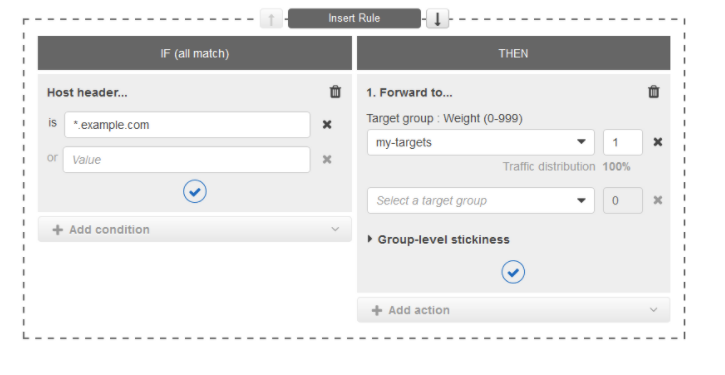 Insert Rule
IF (all match)
THEN
Host header...
is *.example.com
or Value
Add condition
1. Forward to...
Target group : Weight (0-999)
my-targets 1
Traffic distribution 100%
Select a target group 0
Group-level stickiness
Add action